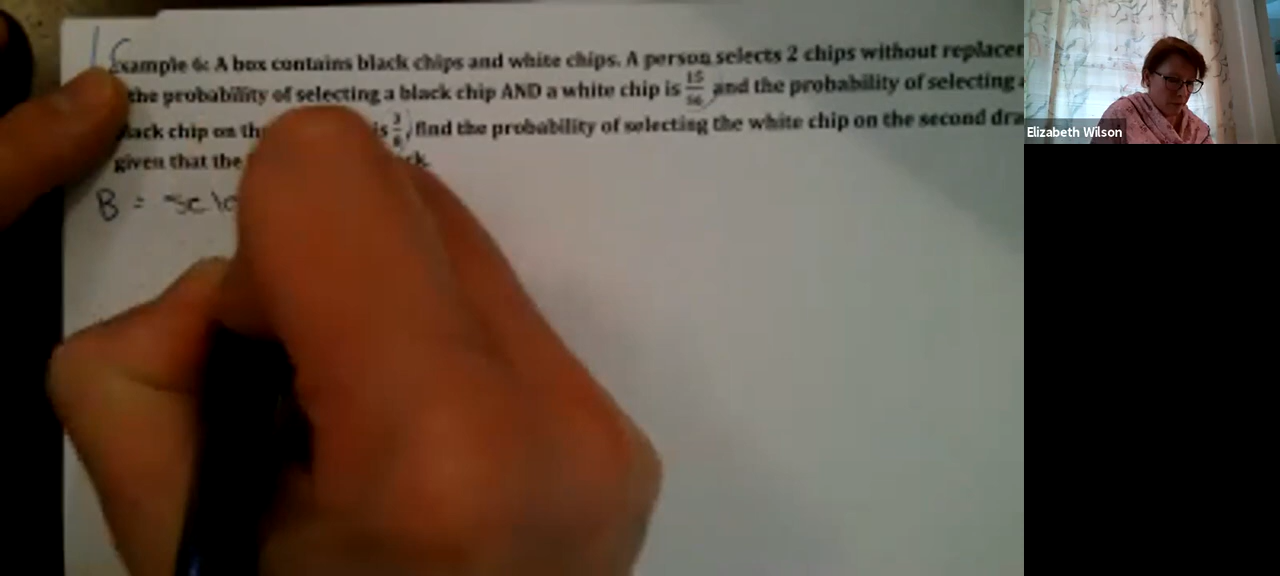 Example 6: A box contains black chips and white chips. A person selects 2 chips without replacem
the probability of selecting a black chip AND a white chip is 15/56, and the probability of selecting a
black chip on th is 3/8, find the probability of selecting the white chip on the second dra
given that the ck.
B = selec
Elizabeth Wilson